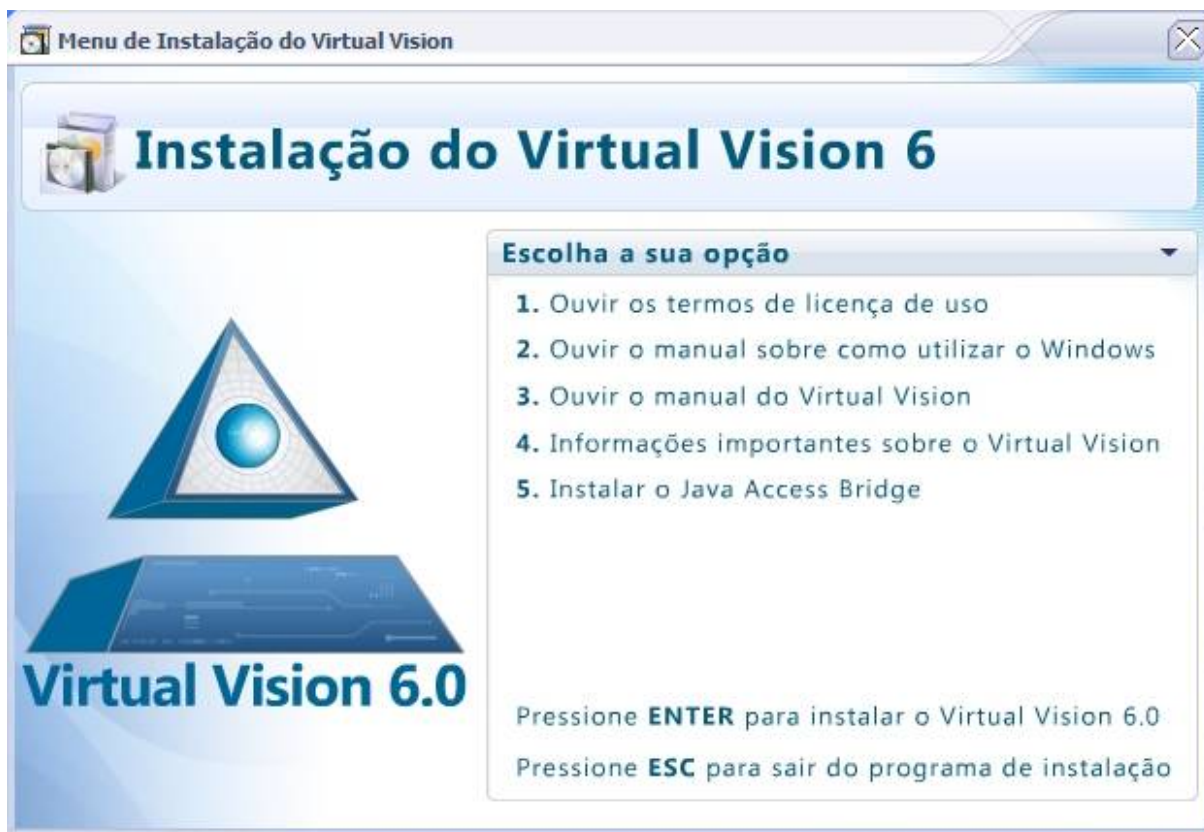 Menu de Instalação do Virtual Vision
Instalação do Virtual Vision 6
Escolha a sua opção
1. Ouvir os termos de licença de uso
2. Ouvir o manual sobre como utilizar o Windows
3. Ouvir o manual do Virtual Vision
4. Informações importantes sobre o Virtual Vision
5. Instalar o Java Access Bridge
Virtual Vision 6.0
Pressione ENTER para instalar o Virtual Vision 6.0
Pressione ESC para sair do programa de instalação